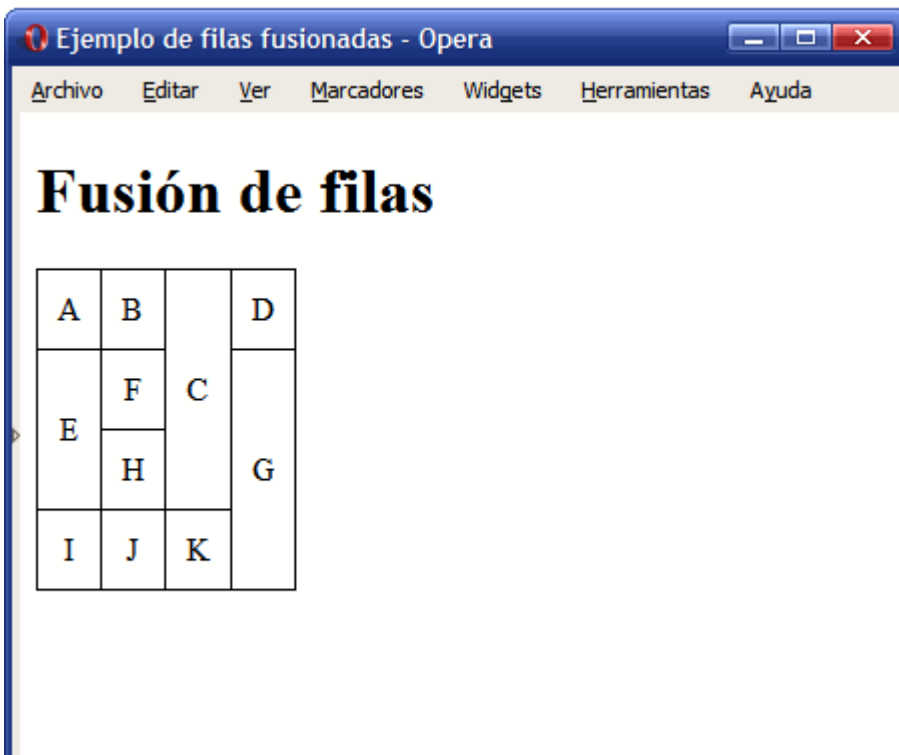 Ejemplo de filas fusionadas - Opera
Archivo Editar Ver Marcadores Widgets Herramientas Ayuda
Fusión de filas
A B D
F C
E
H G
I J K